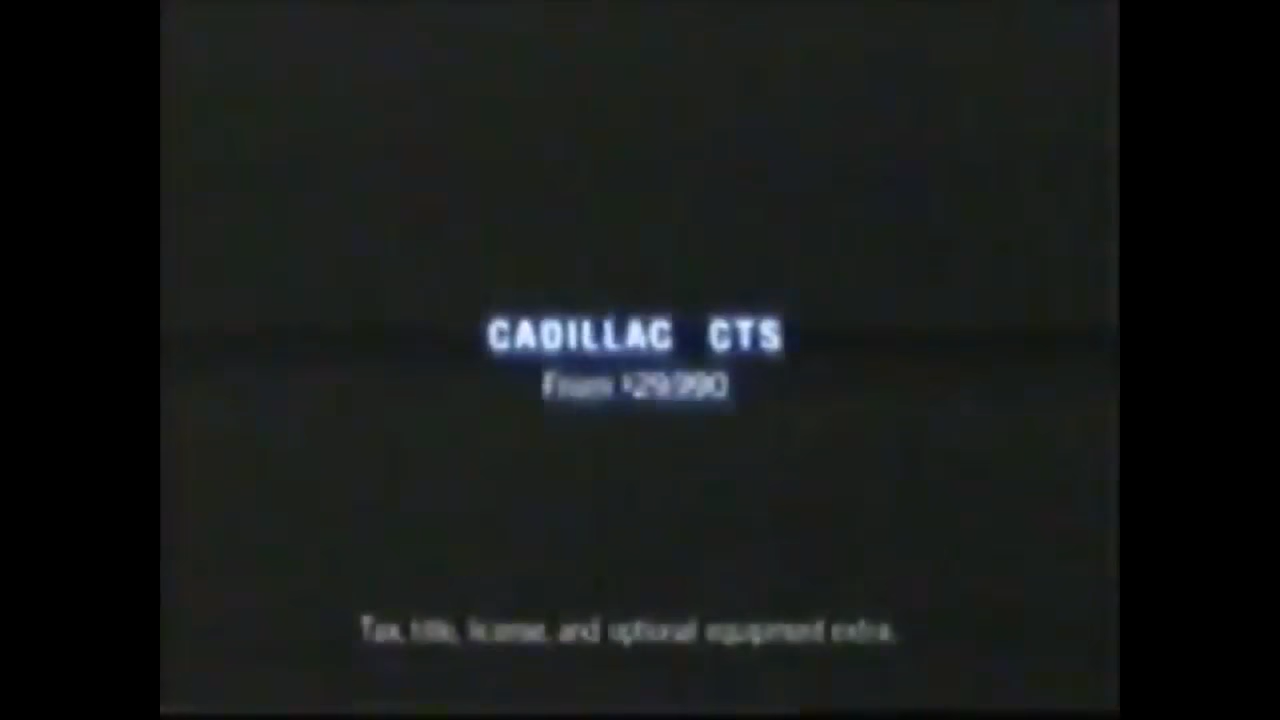 CADILLAC CTS
From $29,990
Tax, title, license, and optional equipment extra.